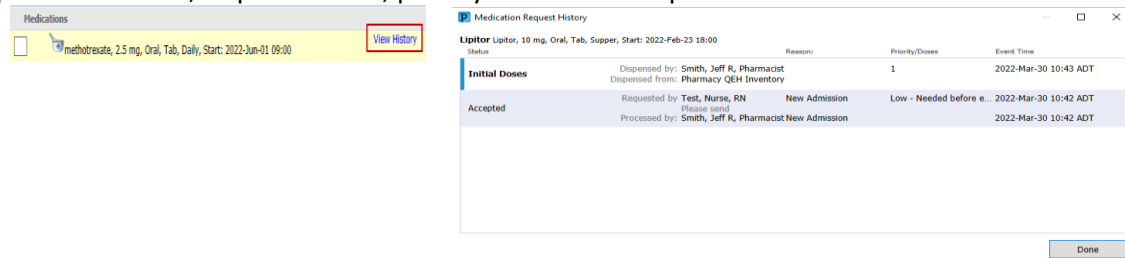 Medications
methotrexate, 2.5 mg, Oral, Tab, Daily, Start: 2022-Jun-01 09:00
View History
P Medication Request History
Lipitor Lipitor, 10 mg, Oral, Tab, Supper, Start: 2022-Feb-23 18:00
Status Reason: Priority/Doses Event Time
Initial Doses Dispensed by: Smith, Jeff R, Pharmacist 1 2022-Mar-30 10:43 ADT
Dispensed from: Pharmacy QEH Inventory
Accepted Requested by Test, Nurse, RN New Admission Low - Needed before e... 2022-Mar-30 10:42 ADT
Please send
Processed by: Smith, Jeff R, Pharmacist New Admission 2022-Mar-30 10:42 ADT
Done